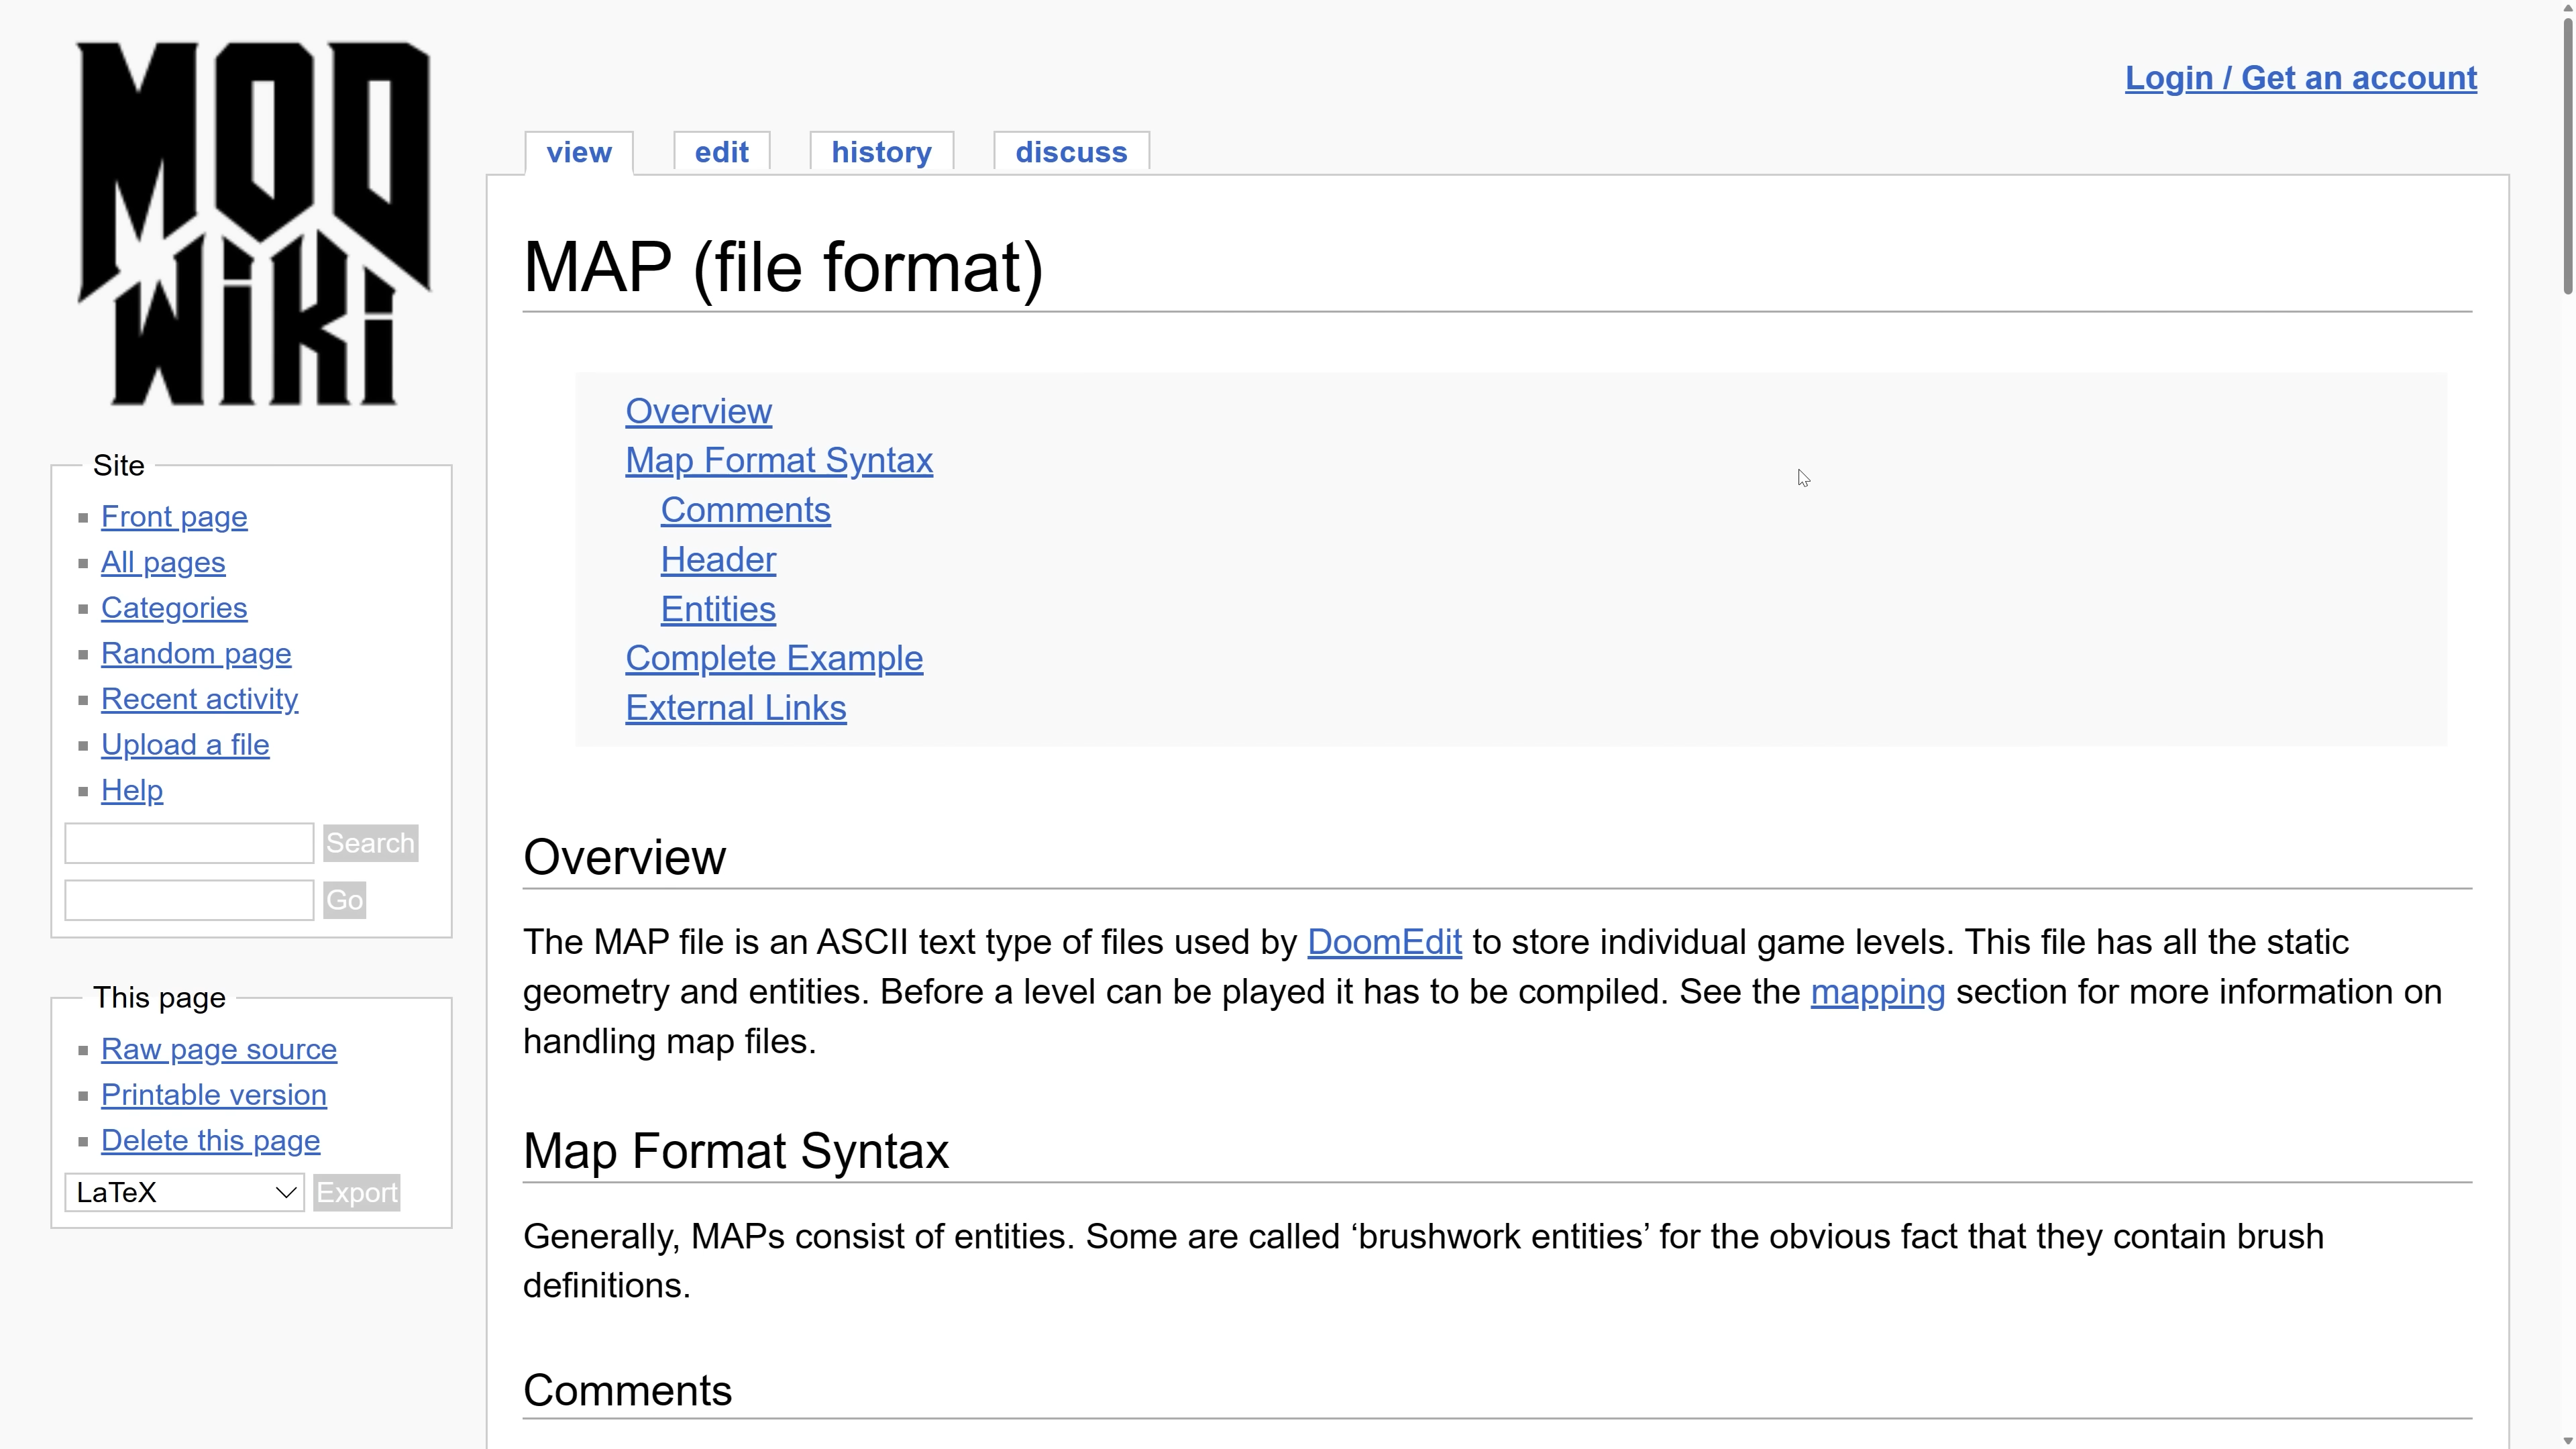 MOD
WiKi
Login / Get an account
view
edit
history
discuss
MAP (file format)
Overview
Map Format Syntax
Comments
Header
Entities
Complete Example
External Links
Site
Front page
All pages
Categories
Random page
Recent activity
Upload a file
Help
Search
Go
This page
Raw page source
Printable version
Delete this page
LaTeX
Export
Overview
The MAP file is an ASCII text type of files used by DoomEdit to store individual game levels. This file has all the static
geometry and entities. Before a level can be played it has to be compiled. See the mapping section for more information on
handling map files.
Map Format Syntax
Generally, MAPs consist of entities. Some are called ‘brushwork entities’ for the obvious fact that they contain brush
definitions.
Comments